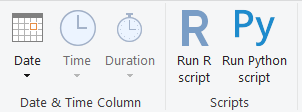 R Py
Date Time Duration Run R Run Python
script script
Date & Time Column Scripts